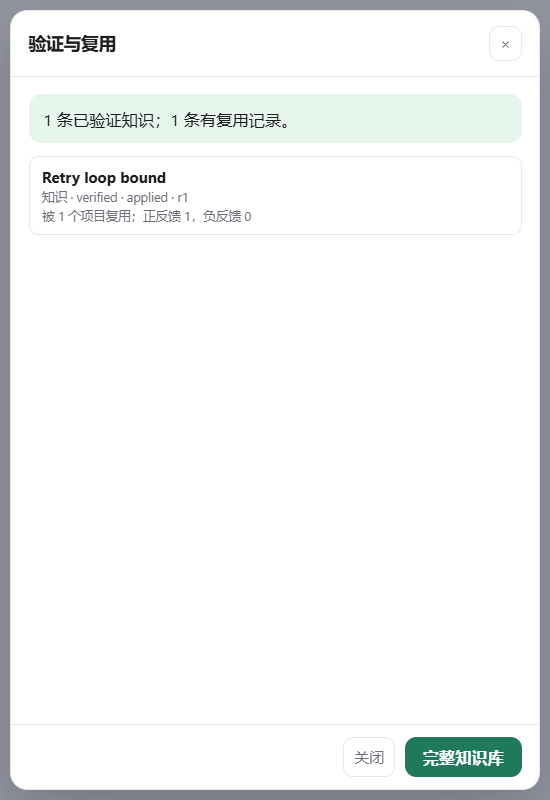 验证与复用
×
1 条已验证知识；1 条有复用记录。
Retry loop bound
知识 · verified · applied · r1
被 1 个项目复用；正反馈 1，负反馈 0
关闭
完整知识库